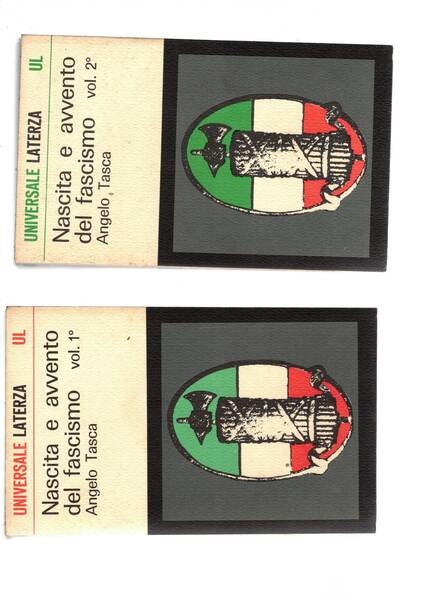 UNIVERSALE LATERZA UL
Nascita e avvento
del fascismo vol. 2°
Angelo Tasca
UNIVERSALE LATERZA UL
Nascita e avvento
del fascismo vol. 1°
Angelo Tasca